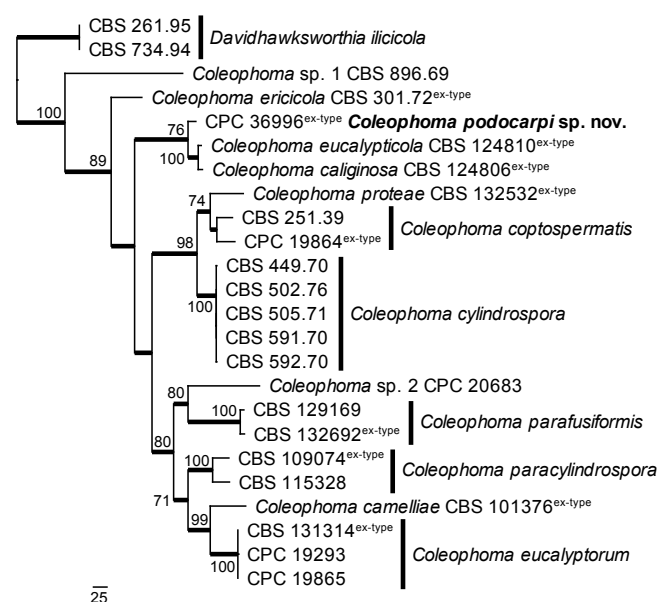 CBS 261.95
CBS 734.94
Davidhawksworthia ilicicola
Coleophoma sp. 1 CBS 896.69
100
Coleophoma ericicola CBS 301.72ex-type
89
CPC 36996ex-type Coleophoma podocarpi sp. nov.
76
Coleophoma eucalypticola CBS 124810ex-type
100
Coleophoma caliginosa CBS 124806ex-type
Coleophoma proteae CBS 132532ex-type
74
CBS 251.39
CPC 19864ex-type
Coleophoma coptospermatis
98
CBS 449.70
CBS 502.76
CBS 505.71
CBS 591.70
CBS 592.70
100
Coleophoma cylindrospora
Coleophoma sp. 2 CPC 20683
80
CBS 129169
CBS 132692ex-type
100
Coleophoma parafusiformis
80
CBS 109074ex-type
CBS 115328
100
Coleophoma paracylindrospora
71
Coleophoma camelliae CBS 101376ex-type
99
CBS 131314ex-type
CPC 19293
CPC 19865
100
Coleophoma eucalyptorum
25